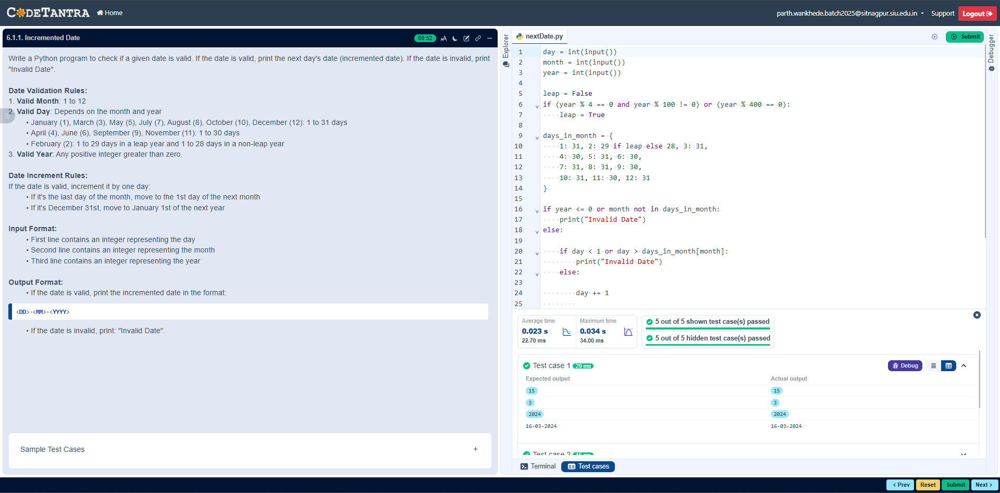 CODETANTRA Home
parth.wankhede.batch2025@sitnagpur.siu.edu.in Support Logout
6.1.1. Incremented Date
00:52
Write a Python program to check if a given date is valid. If the date is valid, print the next day's date (incremented date). If the date is invalid, print
"Invalid Date".
Date Validation Rules:
1. Valid Month: 1 to 12
2. Valid Day: Depends on the month and year
• January (1), March (3), May (5), July (7), August (8), October (10), December (12): 1 to 31 days
• April (4), June (6), September (9), November (11): 1 to 30 days
• February (2): 1 to 29 days in a leap year and 1 to 28 days in a non-leap year
3. Valid Year: Any positive integer greater than zero.
Date Increment Rules:
If the date is valid, increment it by one day:
• If it's the last day of the month, move to the 1st day of the next month
• If it's December 31st, move to January 1st of the next year
Input Format:
• First line contains an integer representing the day
• Second line contains an integer representing the month
• Third line contains an integer representing the year
Output Format:
• If the date is valid, print the incremented date in the format:
<DD>-<MM>-<YYYY>
• If the date is invalid, print: "Invalid Date".
Sample Test Cases +
Explorer
nextDate.py
Submit
Debugger
1 day = int(input())
2 month = int(input())
3 year = int(input())
4
5 leap = False
6 if (year % 4 == 0 and year % 100 != 0) or (year % 400 == 0):
7     leap = True
8
9 days_in_month = {
10     1: 31, 2: 29 if leap else 28, 3: 31,
11     4: 30, 5: 31, 6: 30,
12     7: 31, 8: 31, 9: 30,
13     10: 31, 11: 30, 12: 31
14 }
15
16 if year <= 0 or month not in days_in_month:
17     print("Invalid Date")
18 else:
19
20     if day < 1 or day > days_in_month[month]:
21         print("Invalid Date")
22     else:
23
24         day += 1
25
Average time
0.023 s
22.70 ms
Maximum time
0.034 s
34.00 ms
5 out of 5 shown test case(s) passed
5 out of 5 hidden test case(s) passed
Test case 1 29 ms
Debug
Expected output Actual output
15 15
3 3
2024 2024
16-03-2024 16-03-2024
Test case 2 15 ms
Terminal Test cases
< Prev Reset Submit Next >